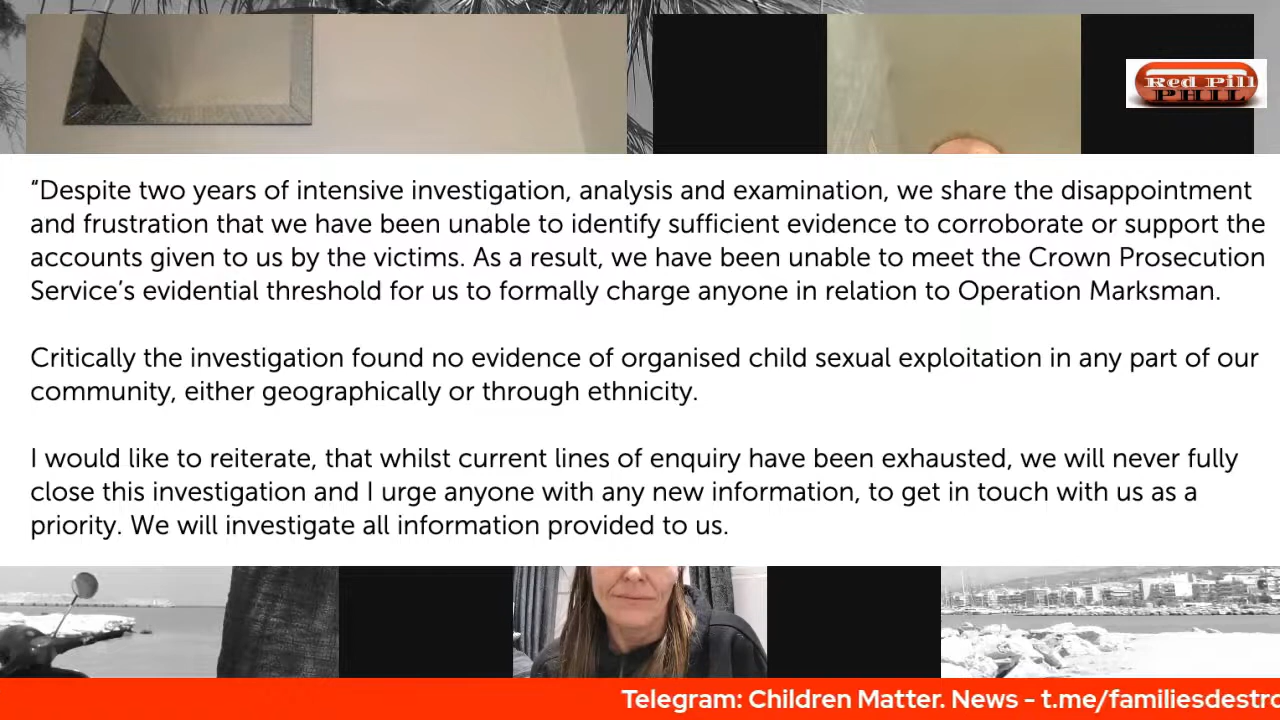 Red Pill
PHIL
“Despite two years of intensive investigation, analysis and examination, we share the disappointment
and frustration that we have been unable to identify sufficient evidence to corroborate or support the
accounts given to us by the victims. As a result, we have been unable to meet the Crown Prosecution
Service’s evidential threshold for us to formally charge anyone in relation to Operation Marksman.
Critically the investigation found no evidence of organised child sexual exploitation in any part of our
community, either geographically or through ethnicity.
I would like to reiterate, that whilst current lines of enquiry have been exhausted, we will never fully
close this investigation and I urge anyone with any new information, to get in touch with us as a
priority. We will investigate all information provided to us.
Telegram: Children Matter. News - t.me/familiesdestro